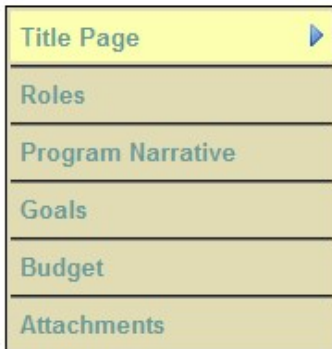 Title Page
Roles
Program Narrative
Goals
Budget
Attachments